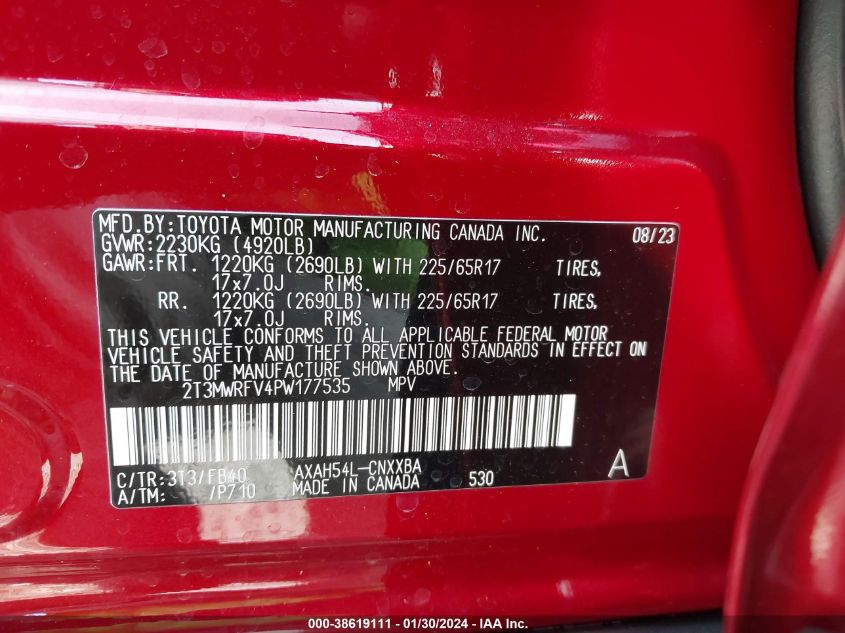 MFD.BY:TOYOTA MOTOR MANUFACTURING CANADA INC. 08/23
GVWR:2230KG (4920LB)
GAWR:FRT. 1220KG (2690LB) WITH 225/65R17 TIRES,
17x7.0J RIMS.
RR. 1220KG (2690LB) WITH 225/65R17 TIRES,
17x7.0J RIMS.
THIS VEHICLE CONFORMS TO ALL APPLICABLE FEDERAL MOTOR
VEHICLE SAFETY AND THEFT PREVENTION STANDARDS IN EFFECT ON
THE DATE OF MANUFACTURE SHOWN ABOVE.
2T3MWRFV4PW177535 MPV
C/TR:3T3/FB40 AXAH54L-CNXXBA A
A/TM: /P710 MADE IN CANADA 530
000-38619111 - 01/30/2024 - IAA Inc.